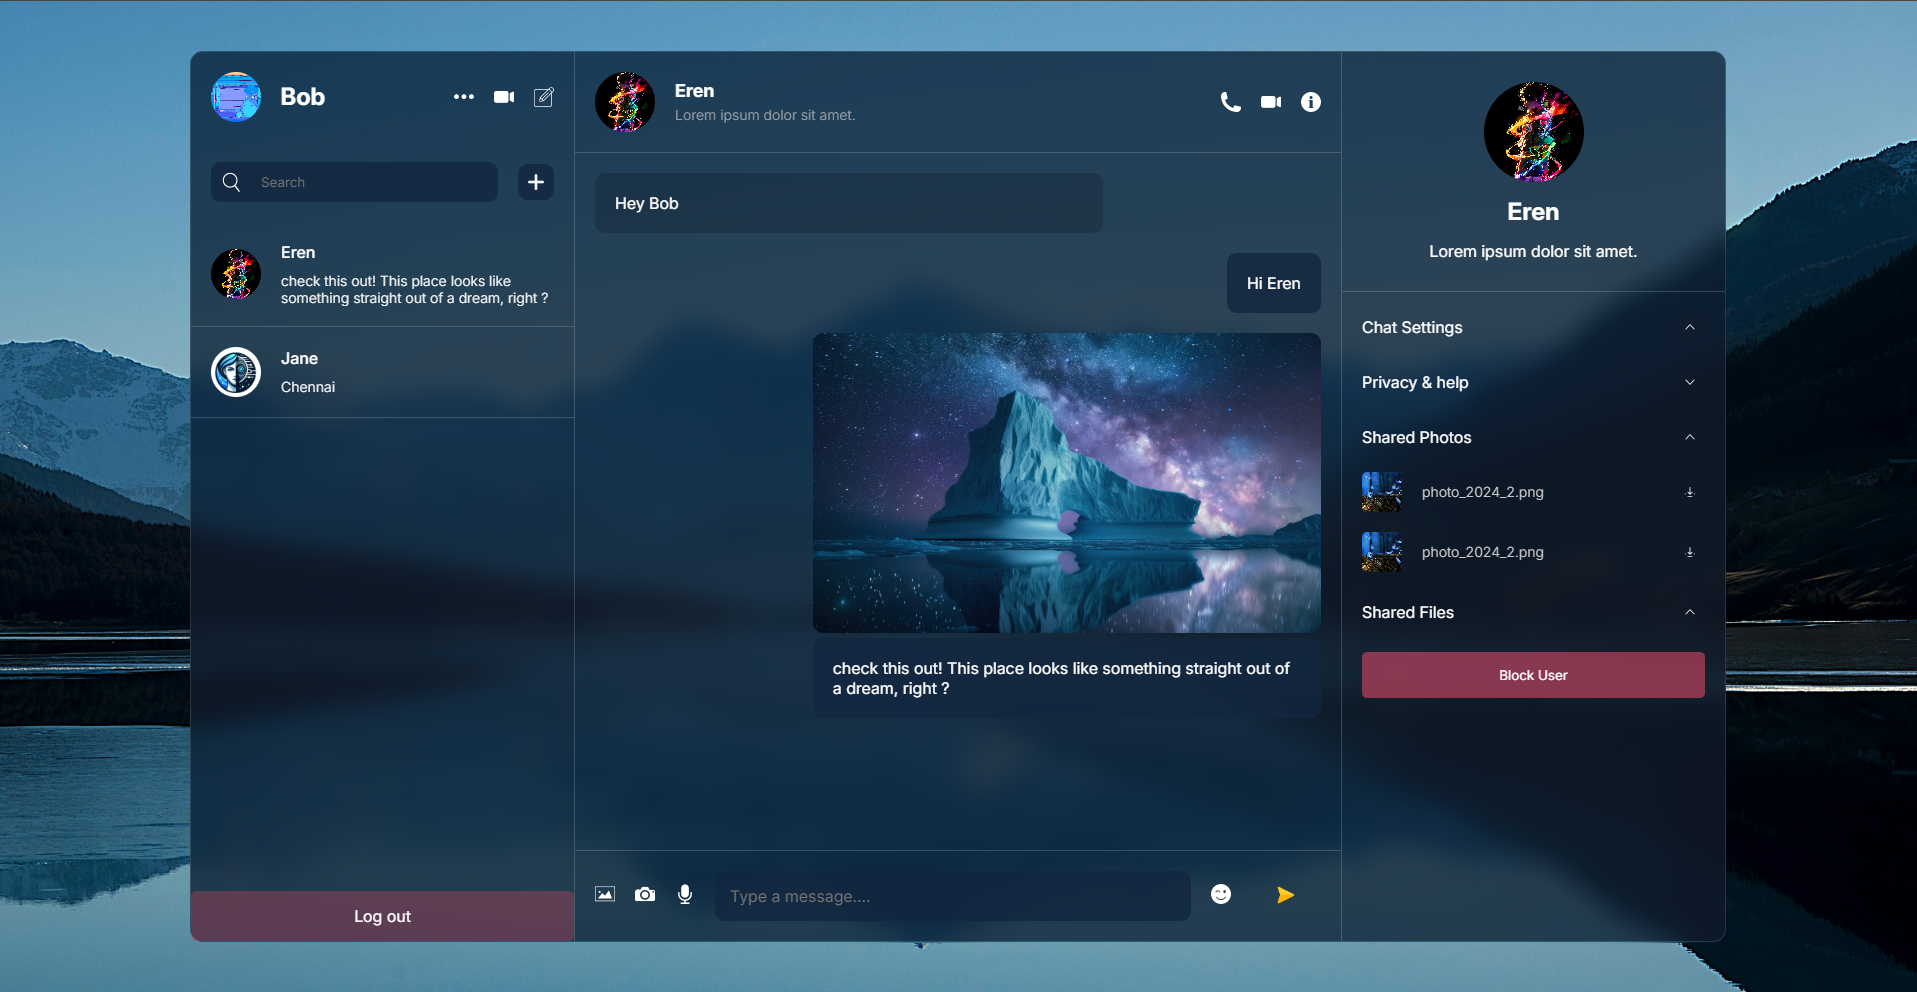 Bob
Search
Eren
check this out! This place looks like
something straight out of a dream, right ?
Jane
Chennai
Log out
Eren
Lorem ipsum dolor sit amet.
Hey Bob
Hi Eren
check this out! This place looks like something straight out of
a dream, right ?
Type a message....
Eren
Lorem ipsum dolor sit amet.
Chat Settings
Privacy & help
Shared Photos
photo_2024_2.png
photo_2024_2.png
Shared Files
Block User